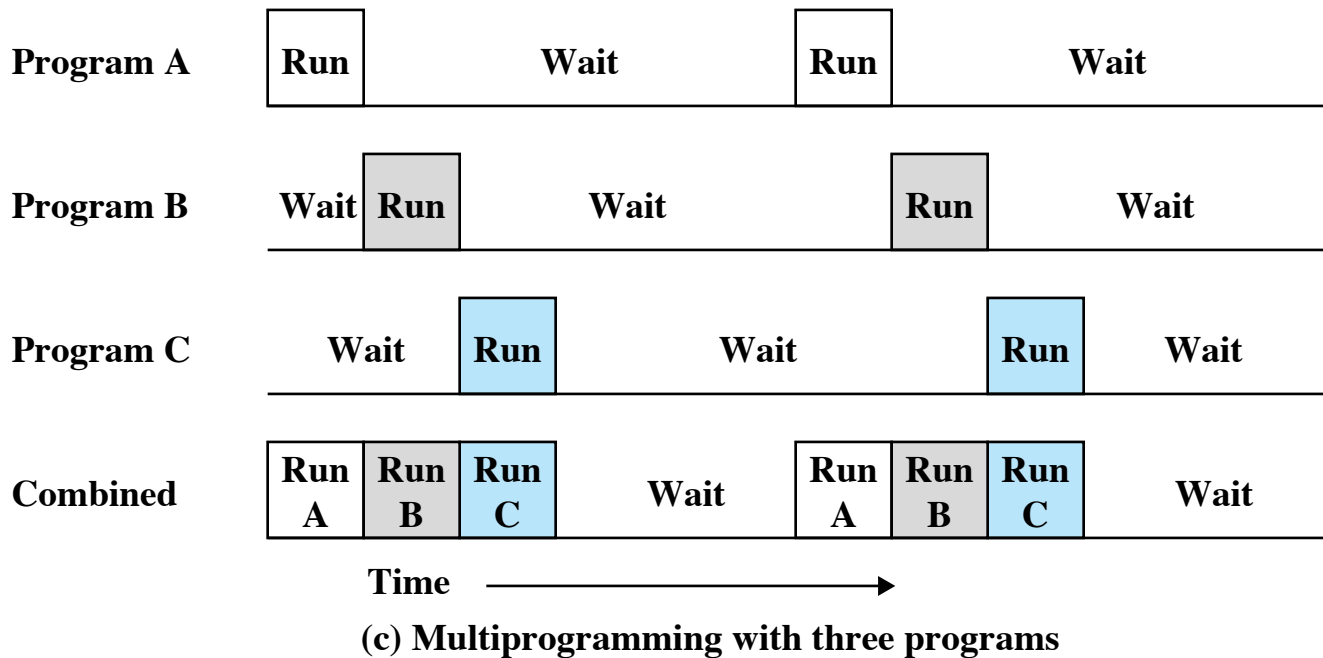 Program A Run Wait Run Wait
Program B Wait Run Wait Run Wait
Program C Wait Run Wait Run Wait
Combined Run A Run B Run C Wait Run A Run B Run C Wait
Time
(c) Multiprogramming with three programs